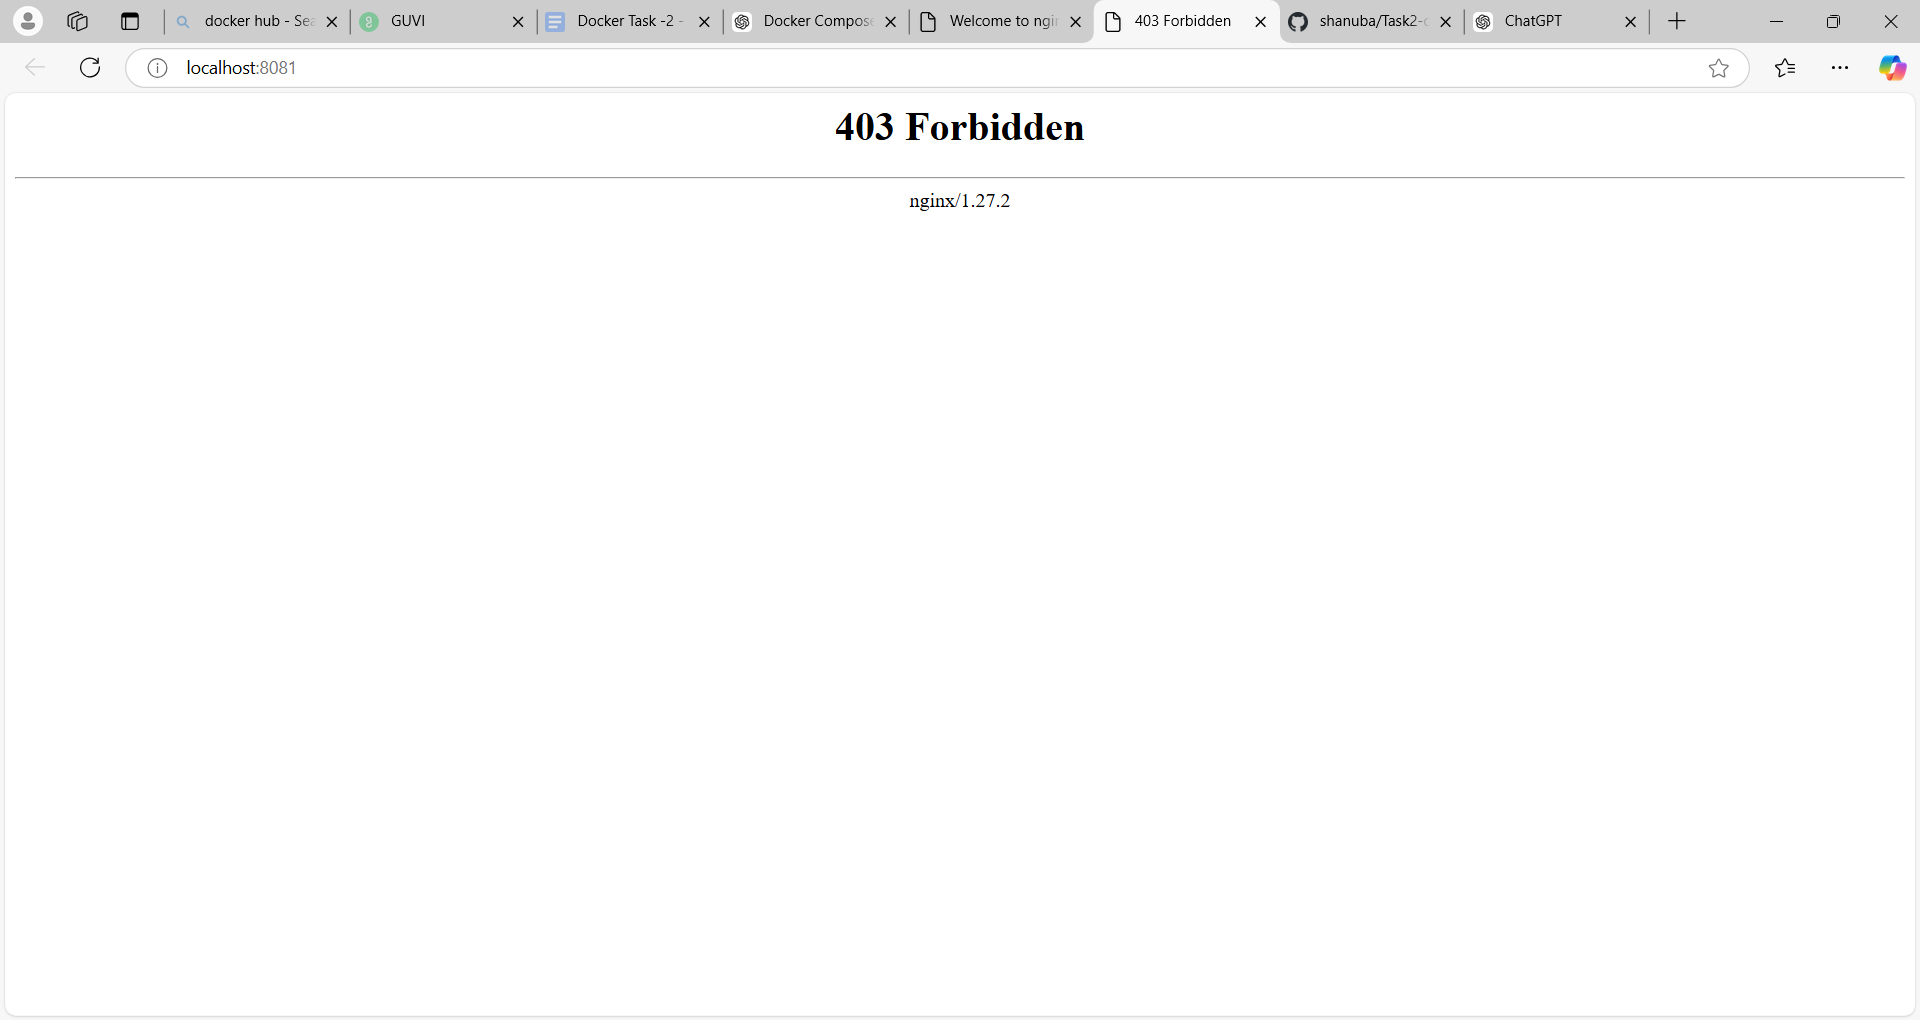 docker hub - Sea
GUVI
Docker Task -2 -
Docker Compose
Welcome to ngin
403 Forbidden
shanuba/Task2-c
ChatGPT
localhost:8081
403 Forbidden
nginx/1.27.2